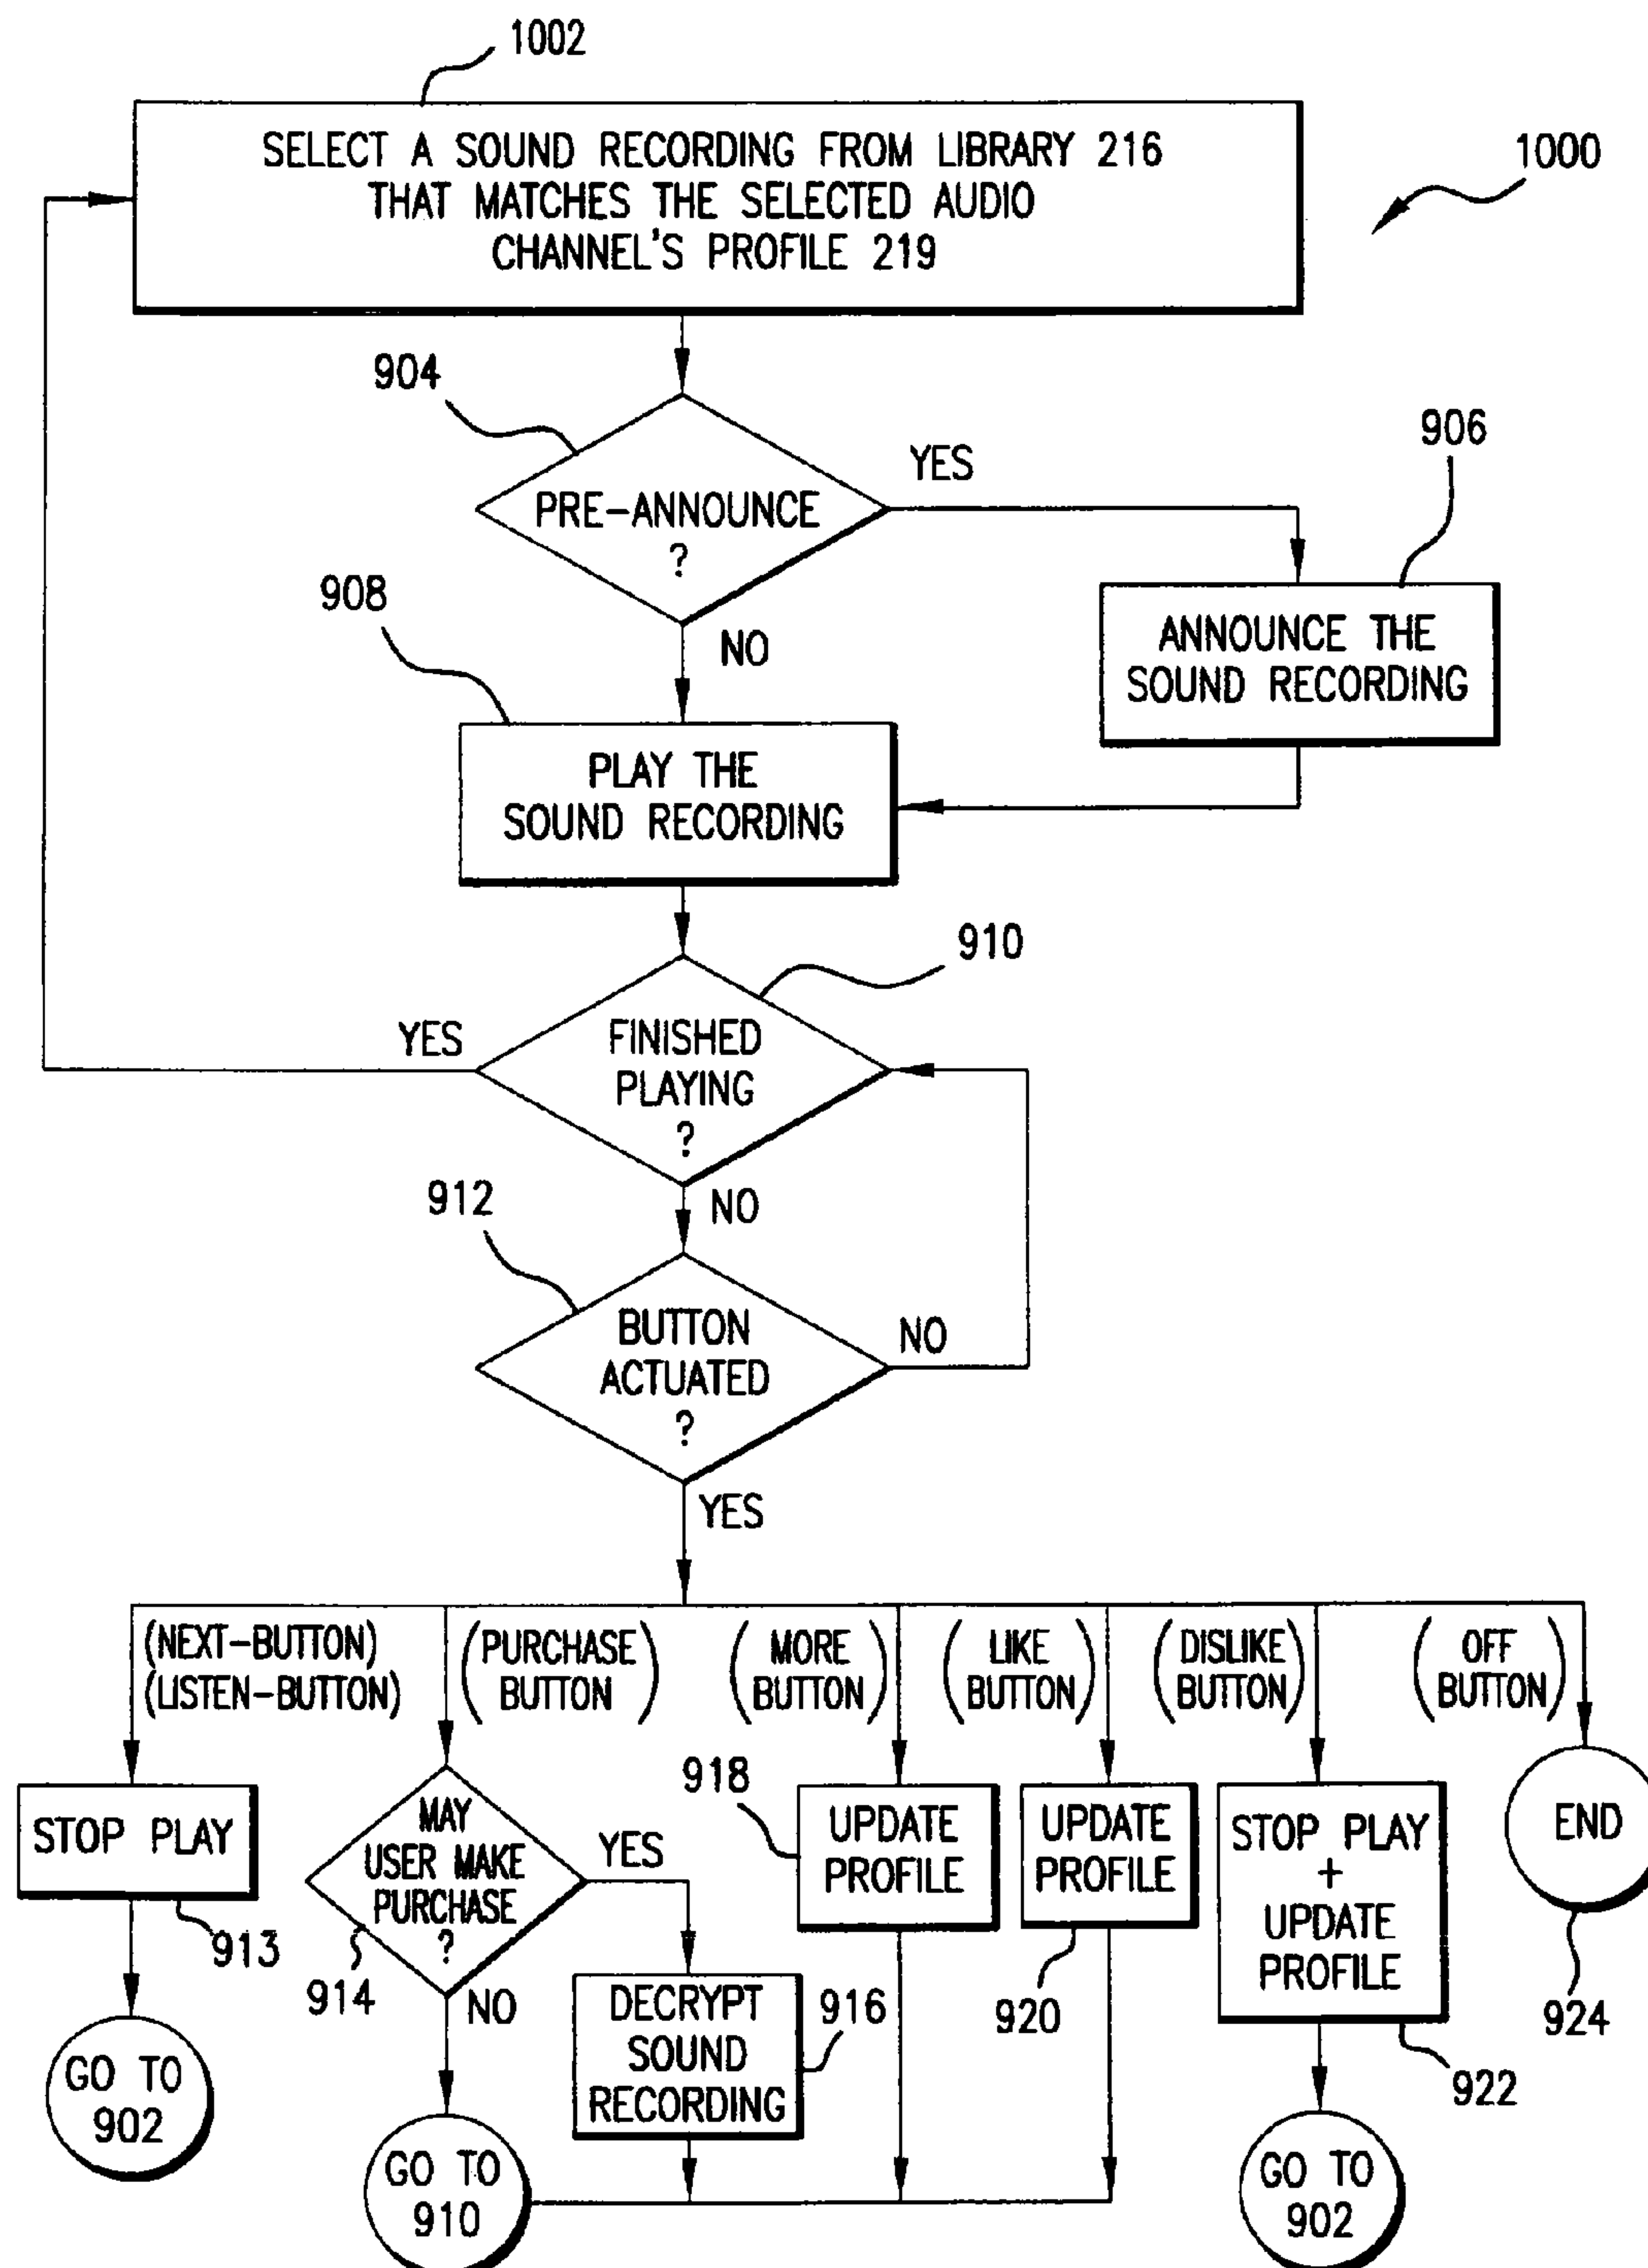 1002
SELECT A SOUND RECORDING FROM LIBRARY 216
THAT MATCHES THE SELECTED AUDIO
CHANNEL'S PROFILE 219
1000
904
PRE-ANNOUNCE
?
YES
906
NO
ANNOUNCE THE
SOUND RECORDING
908
PLAY THE
SOUND RECORDING
910
YES
FINISHED
PLAYING
?
NO
912
BUTTON
ACTUATED
?
NO
YES
(NEXT-BUTTON)
(LISTEN-BUTTON)
(PURCHASE
BUTTON)
(MORE
BUTTON)
(LIKE
BUTTON)
(DISLIKE
BUTTON)
(OFF
BUTTON)
STOP PLAY
913
GO TO
902
MAY
USER MAKE
PURCHASE
?
914
YES
NO
DECRYPT
SOUND
RECORDING
916
GO TO
910
918
UPDATE
PROFILE
UPDATE
PROFILE
920
STOP PLAY
+
UPDATE
PROFILE
922
GO TO
902
END
924